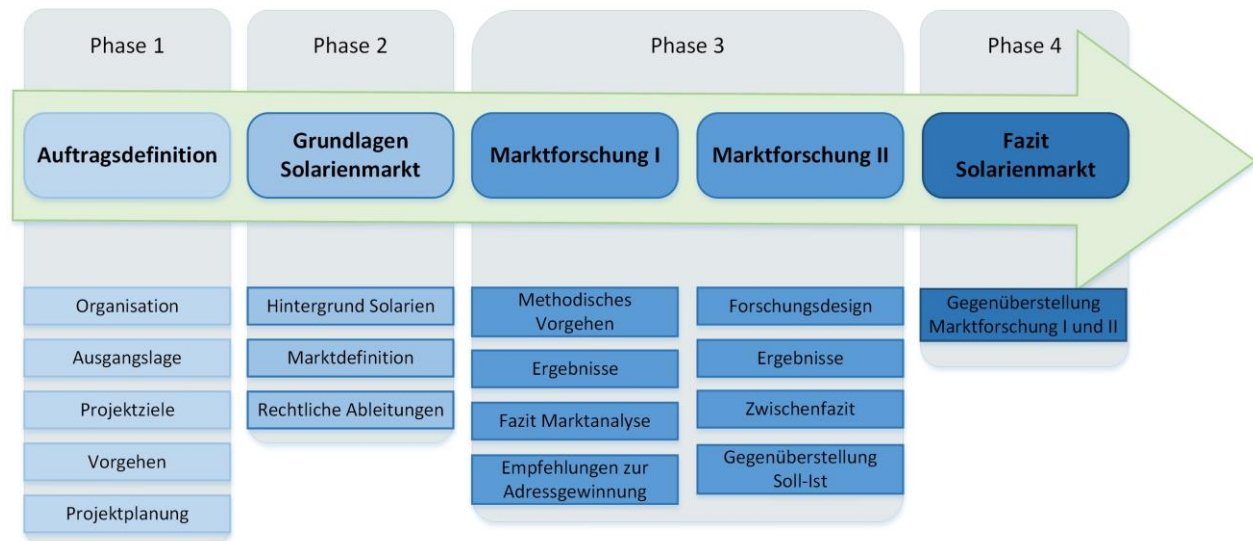 Phase 1
Phase 2
Phase 3
Phase 4
Auftragsdefinition
Grundlagen
Solarienmarkt
Marktforschung I
Marktforschung II
Fazit
Solarienmarkt
Organisation
Ausgangslage
Projektziele
Vorgehen
Projektplanung
Hintergrund Solarien
Marktdefinition
Rechtliche Ableitungen
Methodisches
Vorgehen
Ergebnisse
Fazit Marktanalyse
Empfehlungen zur
Adressgewinnung
Forschungsdesign
Ergebnisse
Zwischenfazit
Gegenüberstellung
Soll-Ist
Gegenüberstellung
Marktforschung I und II